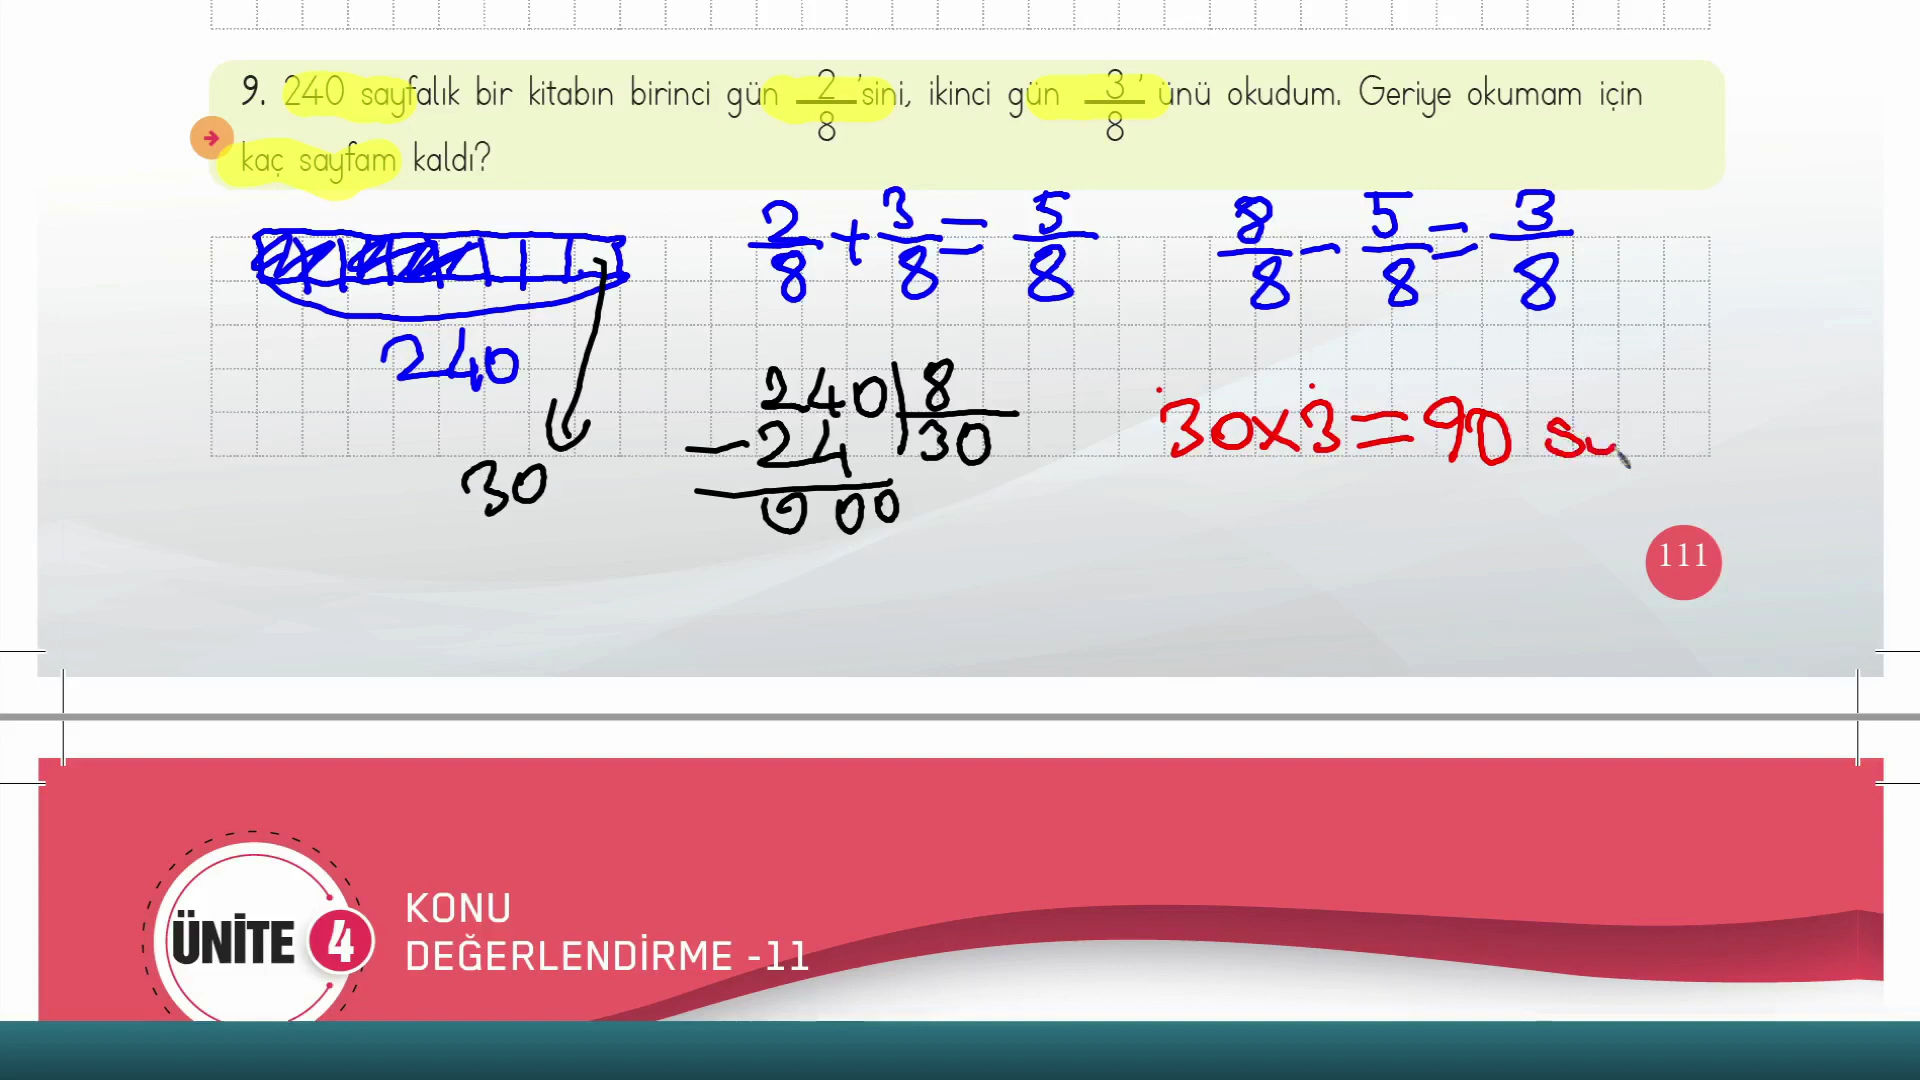 9. 240 sayfalık bir kitabın birinci gün 2/8 'sini, ikinci gün 3/8 'ünü okudum. Geriye okumam için
kaç sayfam kaldı?
2/8 + 3/8 = 5/8
8/8 - 5/8 = 3/8
240
30
240 | 8
- 24 | 30
000
30x3=90
111
ÜNİTE 4
KONU
DEĞERLENDİRME -11